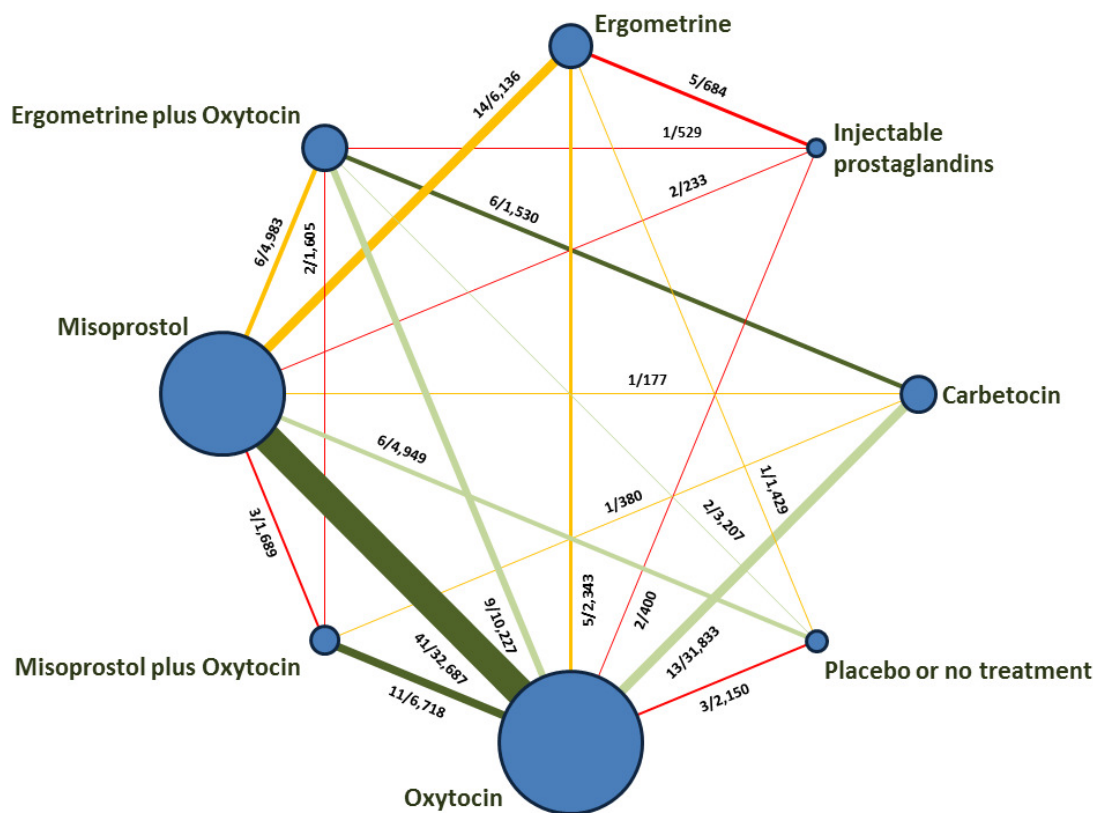 Ergometrine
14/6,136
5/684
Ergometrine plus Oxytocin
1/529
Injectable
prostaglandins
2/233
6/1,530
6/4,983
2/1,605
Misoprostol
1/177
Carbetocin
6/4,949
1/1,429
1/380
2/3,207
3/1,689
9/10,227
5/2,343
2/400
41/32,687
13/31,833
Misoprostol plus Oxytocin
Placebo or no treatment
11/6,718
3/2,150
Oxytocin